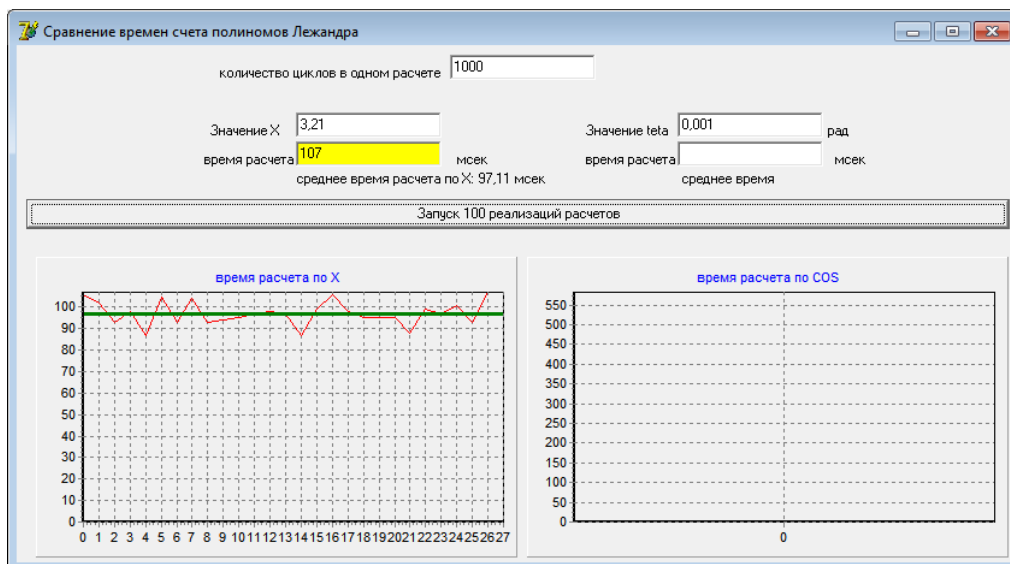 Сравнение времен счета полиномов Лежандра
количество циклов в одном расчете 1000
Значение X 3,21
Значение teta 0,001 рад
время расчета 107 мсек
время расчета мсек
среднее время расчета по X: 97,11 мсек
среднее время
Запуск 100 реализаций расчетов
время расчета по X
100
90
80
70
60
50
40
30
20
10
0
0 1 2 3 4 5 6 7 8 9 10 11 12 13 14 15 16 17 18 19 20 21 22 23 24 25 26 27
время расчета по COS
550
500
450
400
350
300
250
200
150
100
50
0
0